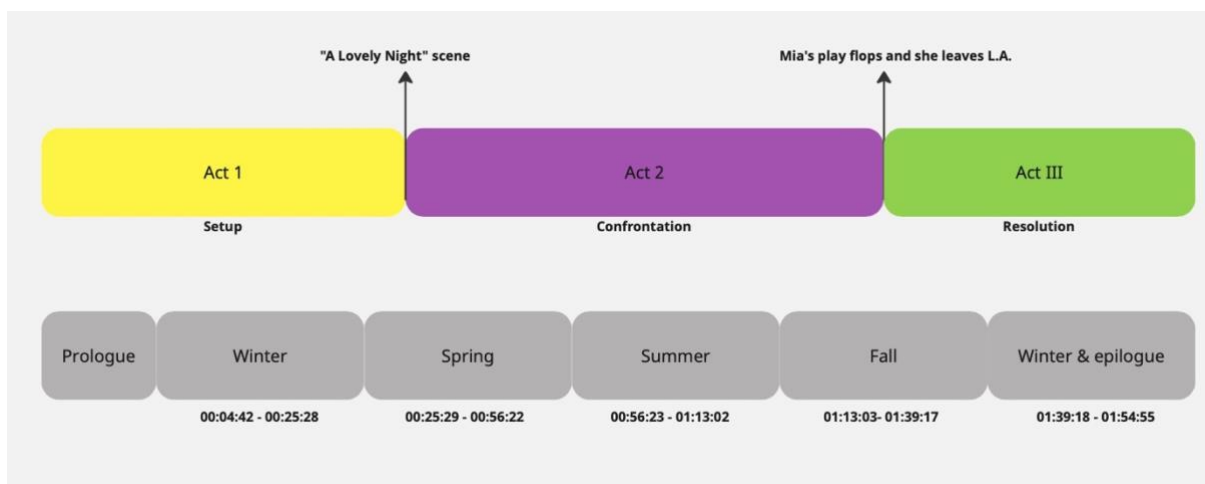 "A Lovely Night" scene
Mia's play flops and she leaves L.A.
Act 1
Act 2
Act III
Setup
Confrontation
Resolution
Prologue
Winter
Spring
Summer
Fall
Winter & epilogue
00:04:42 - 00:25:28
00:25:29 - 00:56:22
00:56:23 - 01:13:02
01:13:03- 01:39:17
01:39:18 - 01:54:55